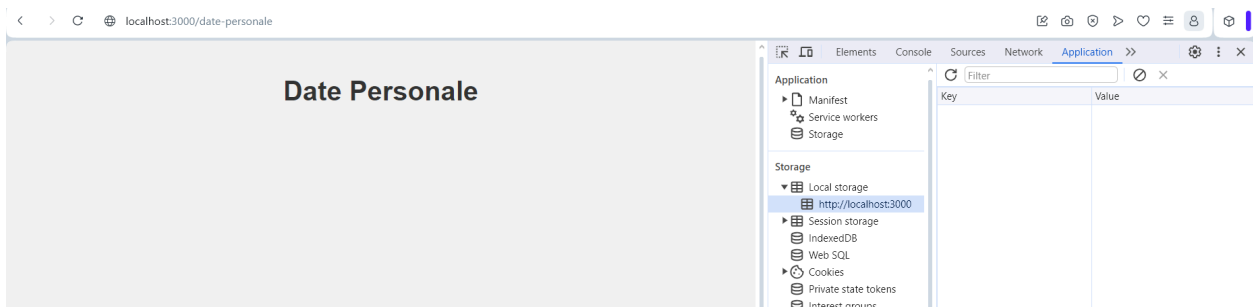 localhost:3000/date-personale
Date Personale
Elements Console Sources Network Application
Application
Manifest
Service workers
Storage
Storage
Local storage
http://localhost:3000
Session storage
IndexedDB
Web SQL
Cookies
Private state tokens
Interest groups
Filter
Key Value